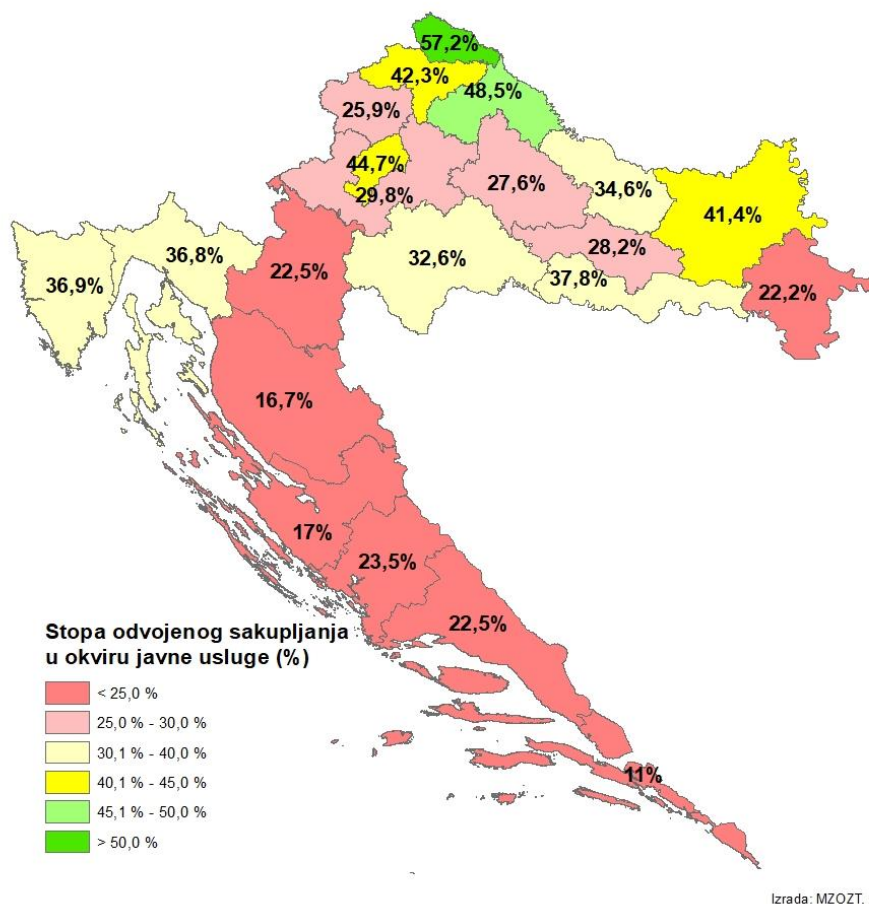 57,2%
42,3%
48,5%
25,9%
44,7%
29,8%
27,6%
34,6%
41,4%
28,2%
36,8%
36,9%
22,5%
32,6%
37,8%
22,2%
16,7%
17%
23,5%
22,5%
11%
Stopa odvojenog sakupljanja
u okviru javne usluge (%)
< 25,0 %
25,0 % - 30,0 %
30,1 % - 40,0 %
40,1 % - 45,0 %
45,1 % - 50,0 %
> 50,0 %
Izrada: MZOZT.